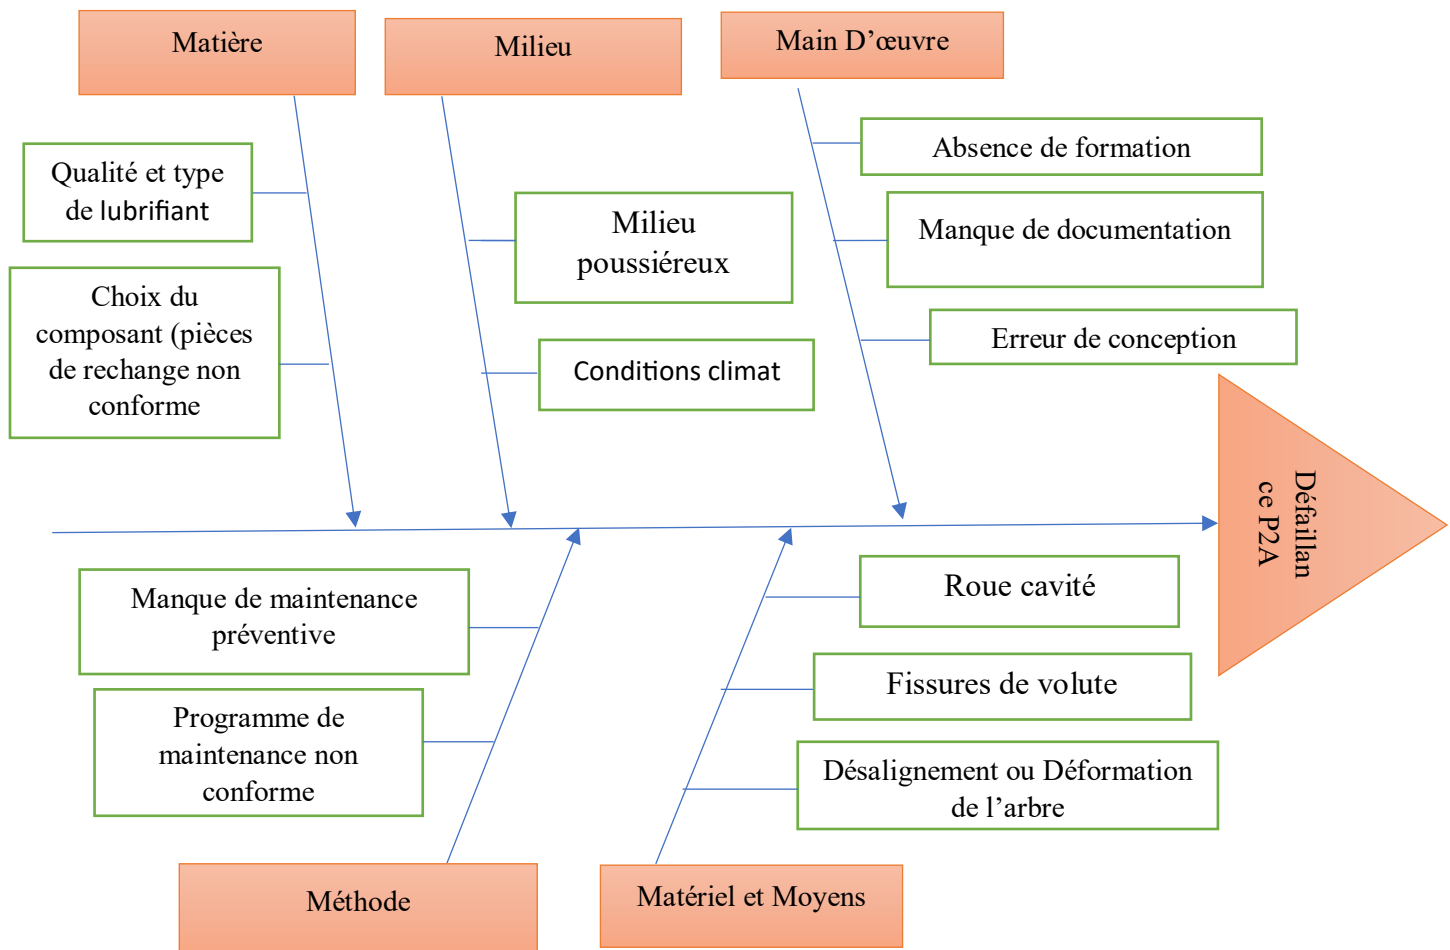 Matière
Milieu
Main D’œuvre
Qualité et type
de lubrifiant
Choix du
composant (pièces
de rechange non
conforme
Milieu
poussiéreux
Conditions climat
Absence de formation
Manque de documentation
Erreur de conception
Défaillan
ce P2A
Manque de maintenance
préventive
Programme de
maintenance non
conforme
Roue cavité
Fissures de volute
Désalignement ou Déformation
de l’arbre
Méthode
Matériel et Moyens